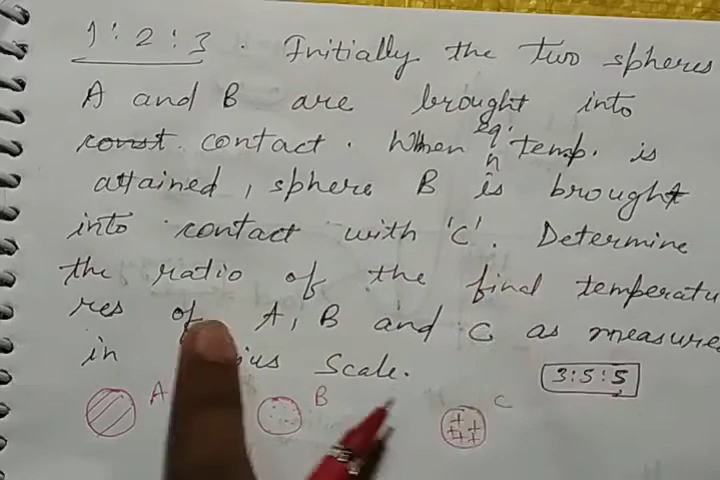 1:2:3. Initially the two spheres
A and B are brought into
const. contact. When eq. temp. is
attained, sphere B is brought
into contact with 'C'. Determine
the ratio of the final temperatu
res of A, B and C as measure
in Scale. 3:5:5
A B C